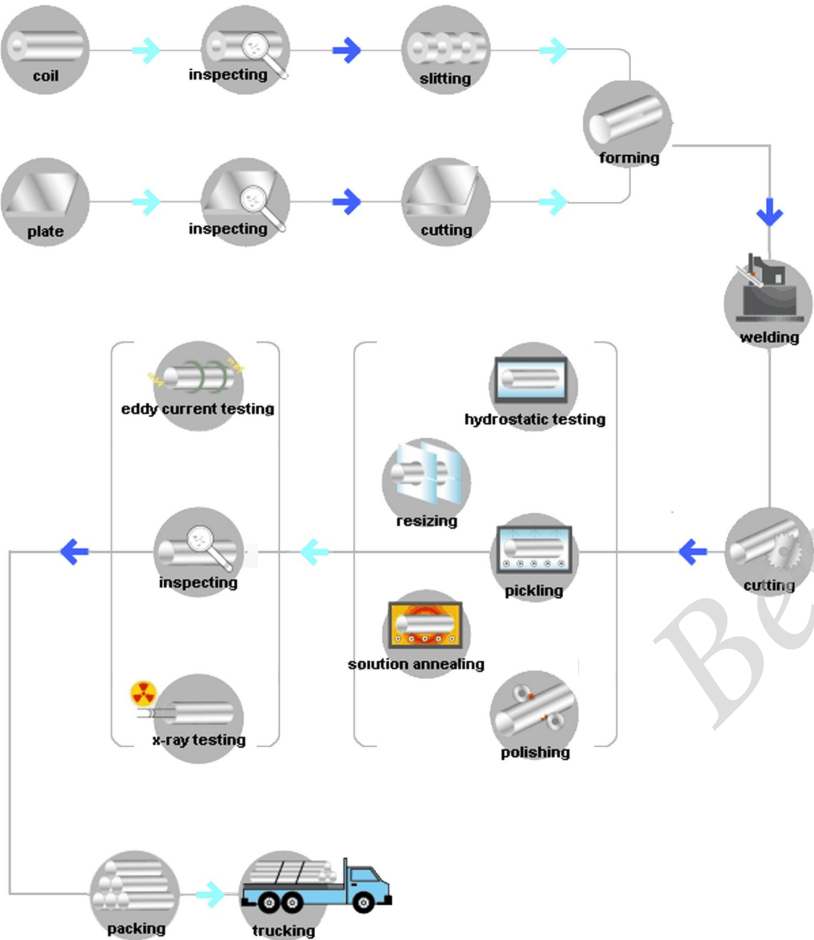 coil
inspecting
slitting
forming
plate
inspecting
cutting
welding
eddy current testing
hydrostatic testing
resizing
inspecting
pickling
cutting
solution annealing
x-ray testing
polishing
packing
trucking